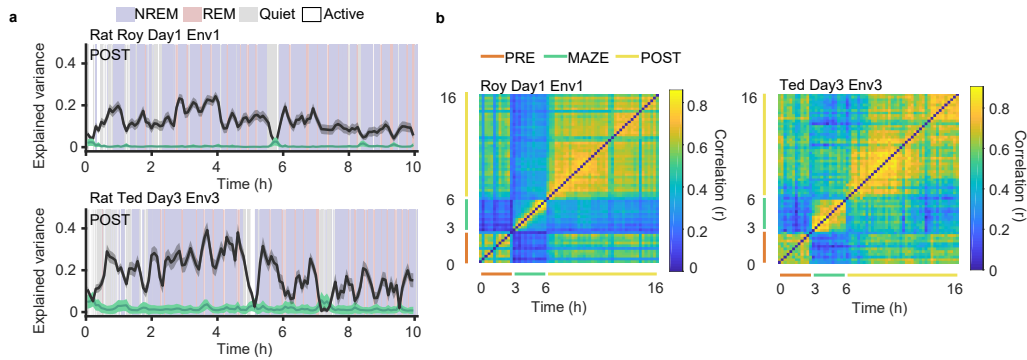 a
NREM REM Quiet Active
Rat Roy Day1 Env1
POST
Explained variance
0.4
0.2
0
0 2 4 6 8 10
Time (h)
Rat Ted Day3 Env3
POST
Explained variance
0.4
0.2
0
0 2 4 6 8 10
Time (h)
b
PRE MAZE POST
Roy Day1 Env1
16
6
3
0
0 3 6 16
Time (h)
0.8
0.6
0.4
0.2
0
Correlation (r)
Ted Day3 Env3
16
6
3
0
0 3 6 16
Time (h)
0.8
0.6
0.4
0.2
0
Correlation (r)